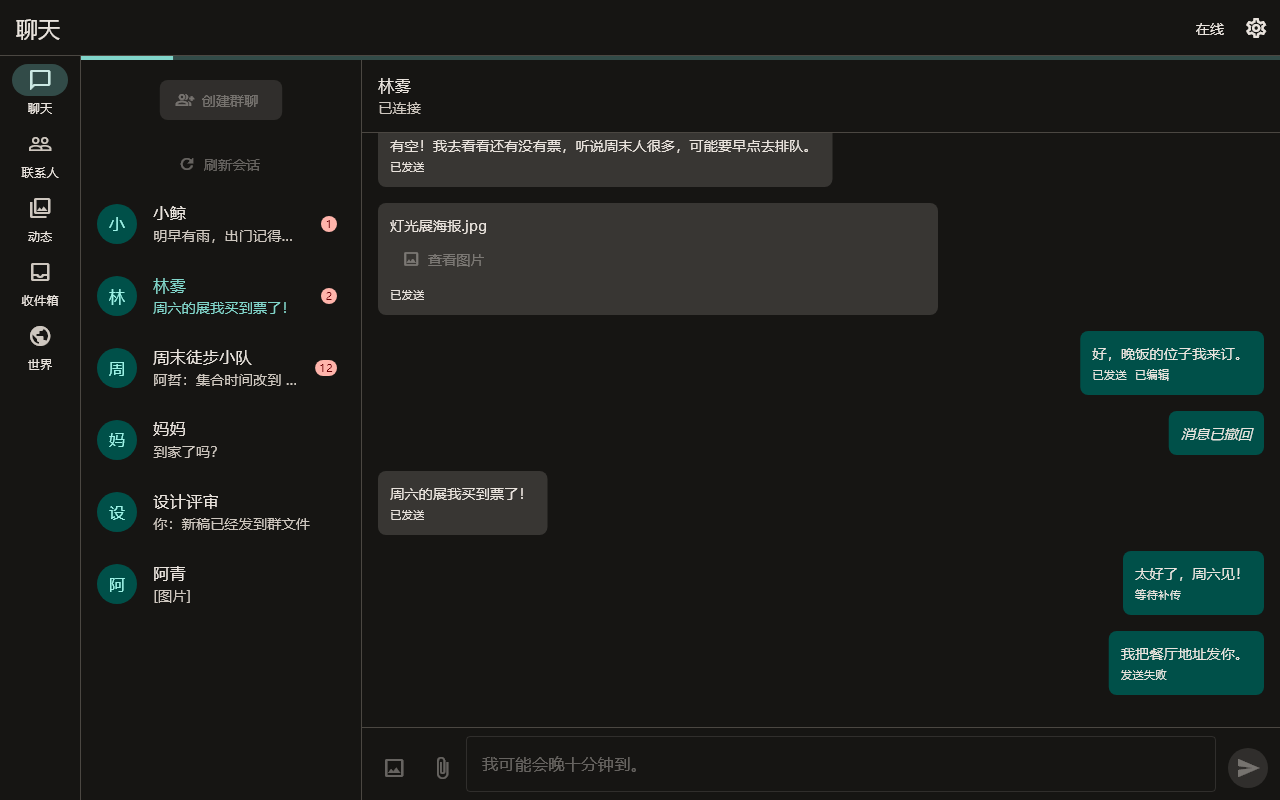 聊天
在线
聊天
联系人
动态
收件箱
世界
创建群聊
刷新会话
小
小鲸
明早有雨，出门记得...
1
林
林雾
周六的展我买到票了！
2
周
周末徒步小队
阿哲：集合时间改到 ...
12
妈
妈妈
到家了吗？
设
设计评审
你：新稿已经发到群文件
阿
阿青
[图片]
林雾
已连接
有空！我去看看还有没有票，听说周末人很多，可能要早点去排队。
已发送
灯光展海报.jpg
查看图片
已发送
好，晚饭的位子我来订。
已发送 已编辑
消息已撤回
周六的展我买到票了！
已发送
太好了，周六见！
等待补传
我把餐厅地址发你。
发送失败
我可能会晚十分钟到。